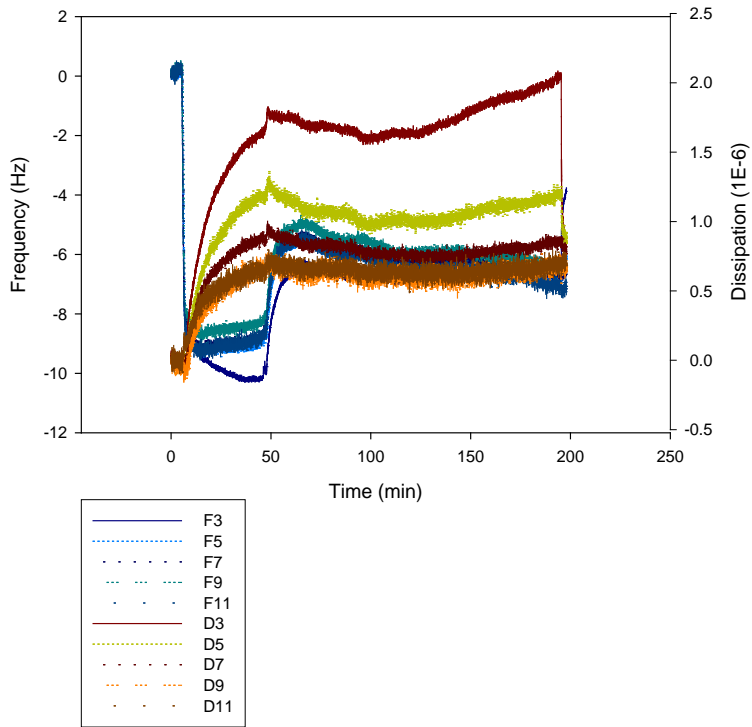 2
0
-2
-4
-6
-8
-10
-12
Frequency (Hz)
2.5
2.0
1.5
1.0
0.5
0.0
-0.5
Dissipation (1E-6)
0 50 100 150 200 250
Time (min)
F3
F5
F7
F9
F11
D3
D5
D7
D9
D11